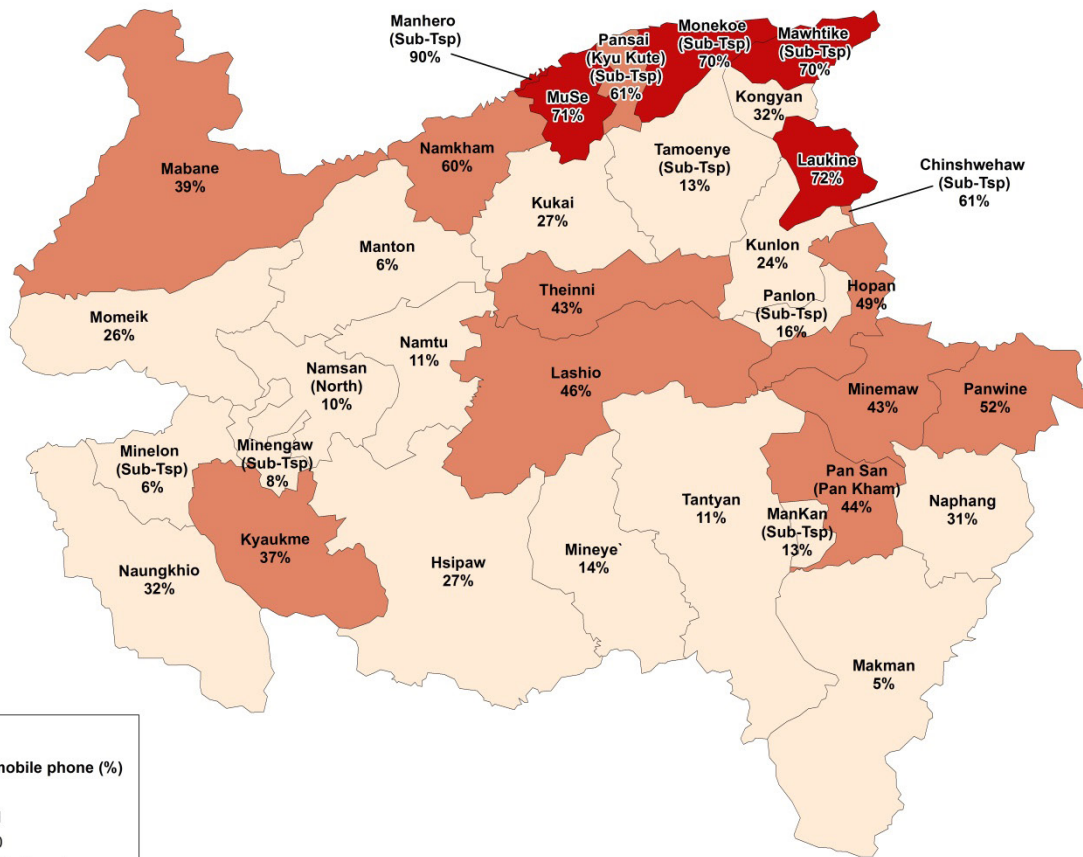 Manhero
(Sub-Tsp)
90%
Pansai
(Kyu Kute)
(Sub-Tsp)
61%
Monekoe
(Sub-Tsp)
70%
Mawhtike
(Sub-Tsp)
70%
MuSe
71%
Kongyan
32%
Namkham
60%
Tamoenye
(Sub-Tsp)
13%
Laukine
72%
Chinshwehaw
(Sub-Tsp)
61%
Mabane
39%
Kukai
27%
Manton
6%
Kunlon
24%
Theinni
43%
Panlon
(Sub-Tsp)
16%
Hopan
49%
Momeik
26%
Namtu
11%
Namsan
(North)
10%
Lashio
46%
Minemaw
43%
Panwine
52%
Minelon
(Sub-Tsp)
6%
Minengaw
(Sub-Tsp)
8%
Pan San
(Pan Kham)
44%
Tantyan
11%
ManKan
(Sub-Tsp)
13%
Naphang
31%
Kyaukme
37%
Naungkhio
32%
Hsipaw
27%
Mineye`
14%
Makman
5%
mobile phone (%)